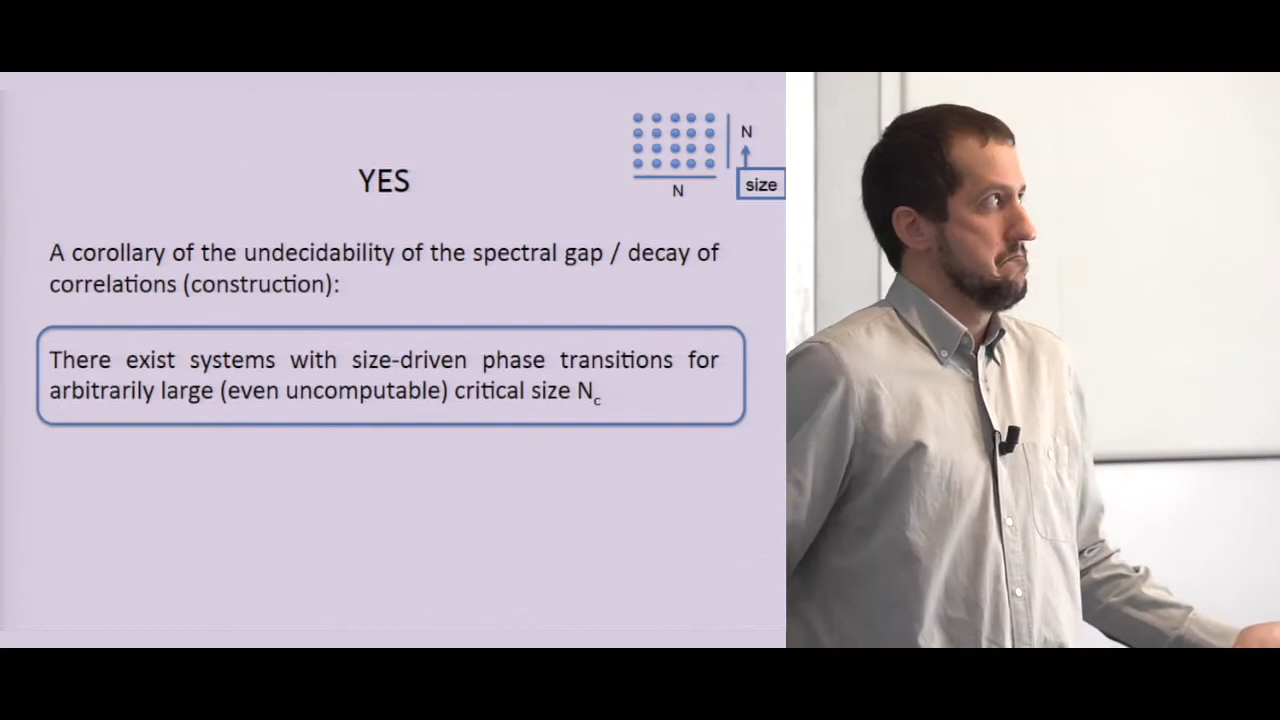 N
YES
size
N
A corollary of the undecidability of the spectral gap / decay of
correlations (construction):
There exist systems with size-driven phase transitions for
arbitrarily large (even uncomputable) critical size Nc